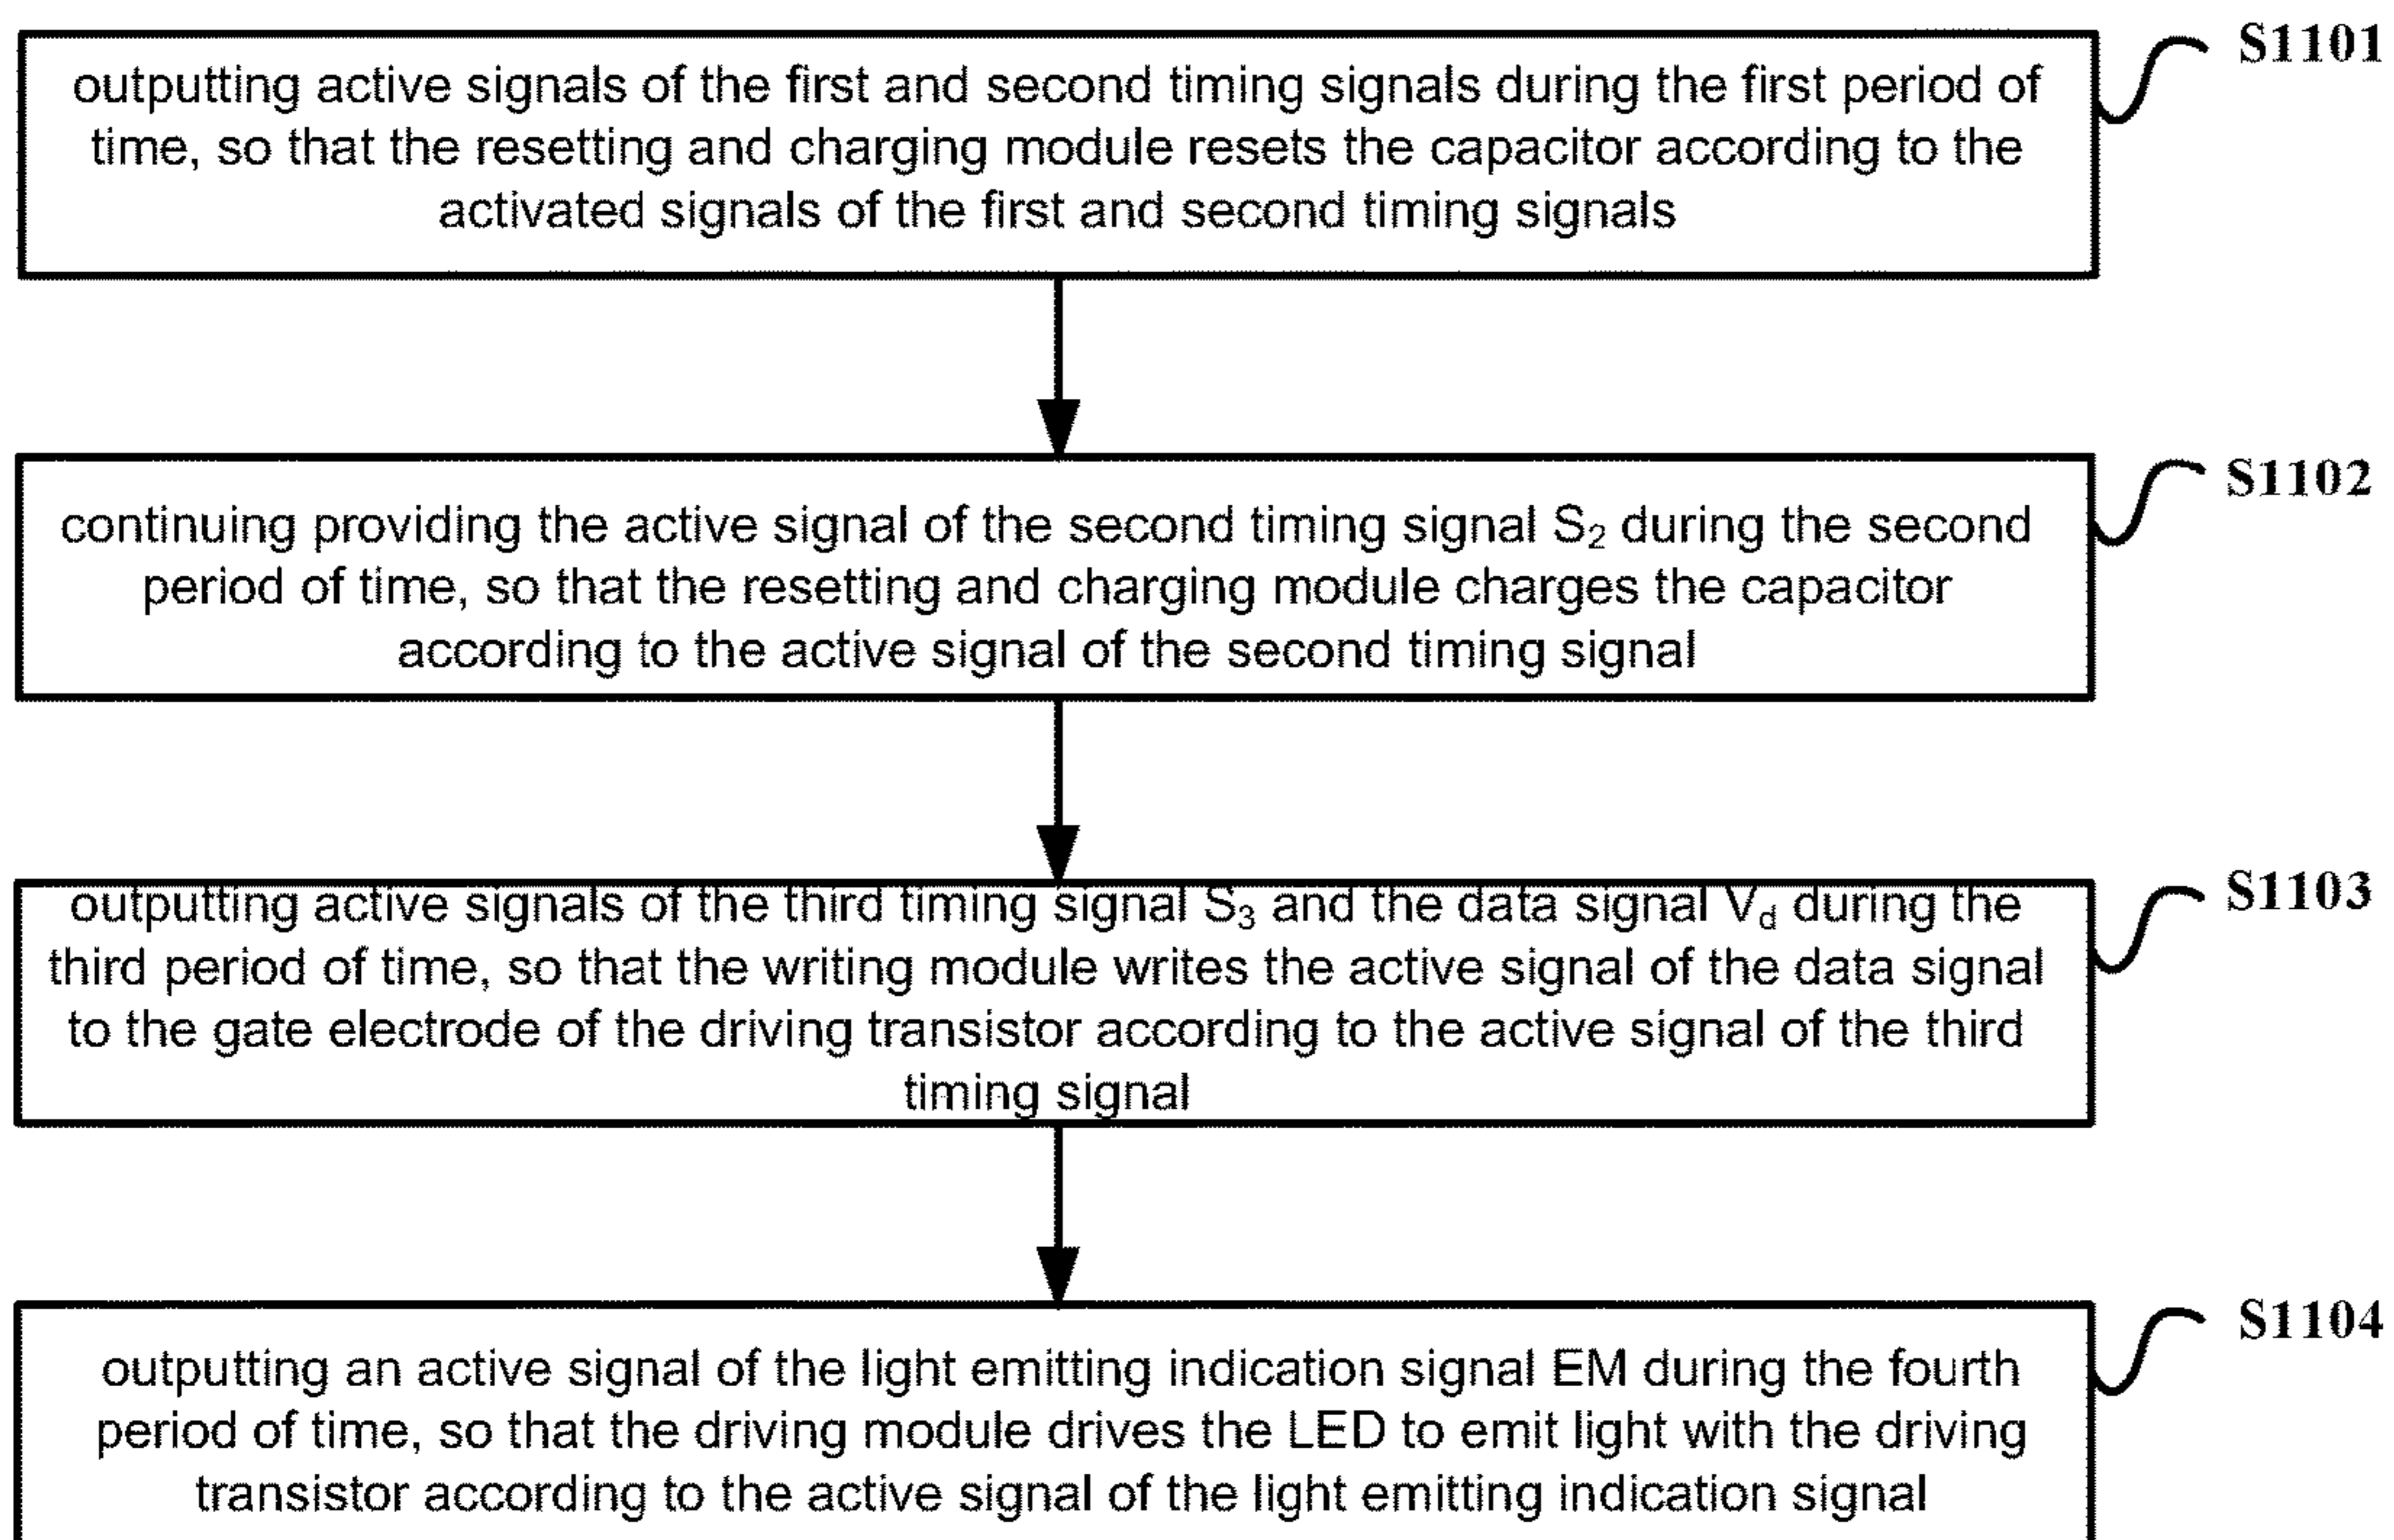 S1101
outputting active signals of the first and second timing signals during the first period of
time, so that the resetting and charging module resets the capacitor according to the
activated signals of the first and second timing signals
S1102
continuing providing the active signal of the second timing signal S₂ during the second
period of time, so that the resetting and charging module charges the capacitor
according to the active signal of the second timing signal
S1103
outputting active signals of the third timing signal S₃ and the data signal V_d during the
third period of time, so that the writing module writes the active signal of the data signal
to the gate electrode of the driving transistor according to the active signal of the third
timing signal
S1104
outputting an active signal of the light emitting indication signal EM during the fourth
period of time, so that the driving module drives the LED to emit light with the driving
transistor according to the active signal of the light emitting indication signal